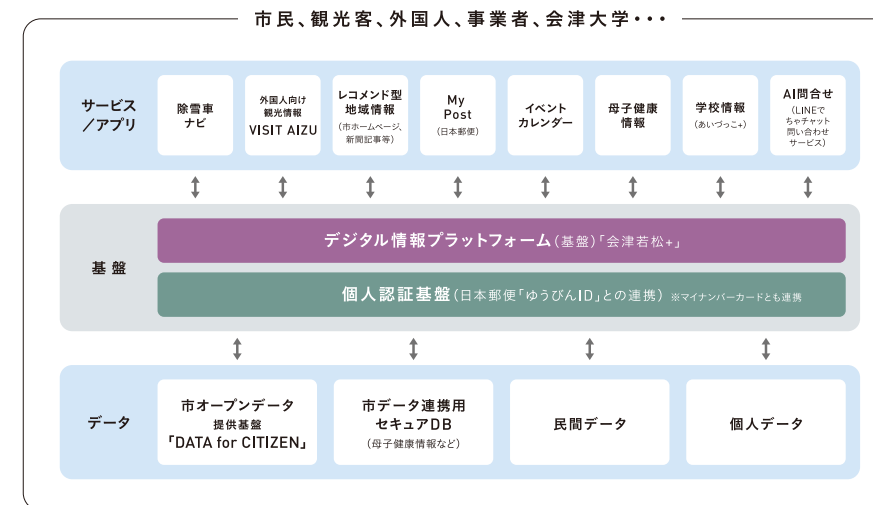 市民、観光客、外国人、事業者、会津大学・・・
サービス
／アプリ
除雪車
ナビ
外国人向け
観光情報
VISIT AIZU
レコメンド型
地域情報
(市ホームページ、
新聞記事等)
My
Post
(日本郵便)
イベント
カレンダー
母子健康
情報
学校情報
(あいづっこ+)
AI問合せ
(LINEで
ちゃチャット
問い合わせ
サービス)
基盤
デジタル情報プラットフォーム(基盤)「会津若松+」
個人認証基盤(日本郵便「ゆうびんID」との連携) ※マイナンバーカードとも連携
データ
市オープンデータ
提供基盤
「DATA for CITIZEN」
市データ連携用
セキュアDB
(母子健康情報など)
民間データ
個人データ